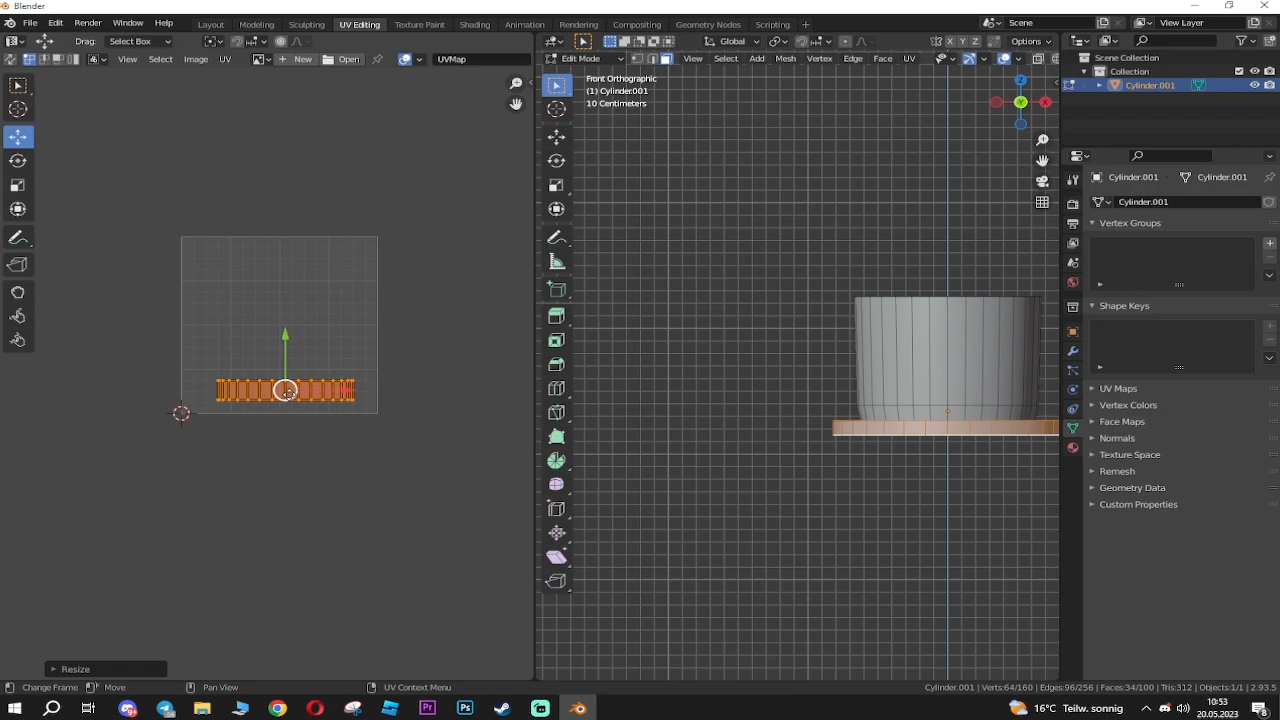 Blender
File Edit Render Window Help Layout Modeling Sculpting UV Editing Texture Paint Shading Animation Rendering Compositing Geometry Nodes Scripting + Scene View Layer
Drag: Select Box Global Options
View Select Image UV New Open UVMap Edit Mode View Select Add Mesh Vertex Edge Face UV
Front Orthographic
(1) Cylinder.001
10 Centimeters
X Y Z
Z
X
Y
Scene Collection
Collection
Cylinder.001
Cylinder.001 Cylinder.001
Cylinder.001
Vertex Groups
Shape Keys
UV Maps
Vertex Colors
Face Maps
Normals
Texture Space
Remesh
Geometry Data
Custom Properties
Resize
Change Frame Move Pan View UV Context Menu Cylinder.001 | Verts:64/160 | Edges:96/256 | Faces:34/100 | Tris:312 | Objects:1/1 | 2.93.5
Pr Ps 16°C Teilw. sonnig 10:53
20.05.2023